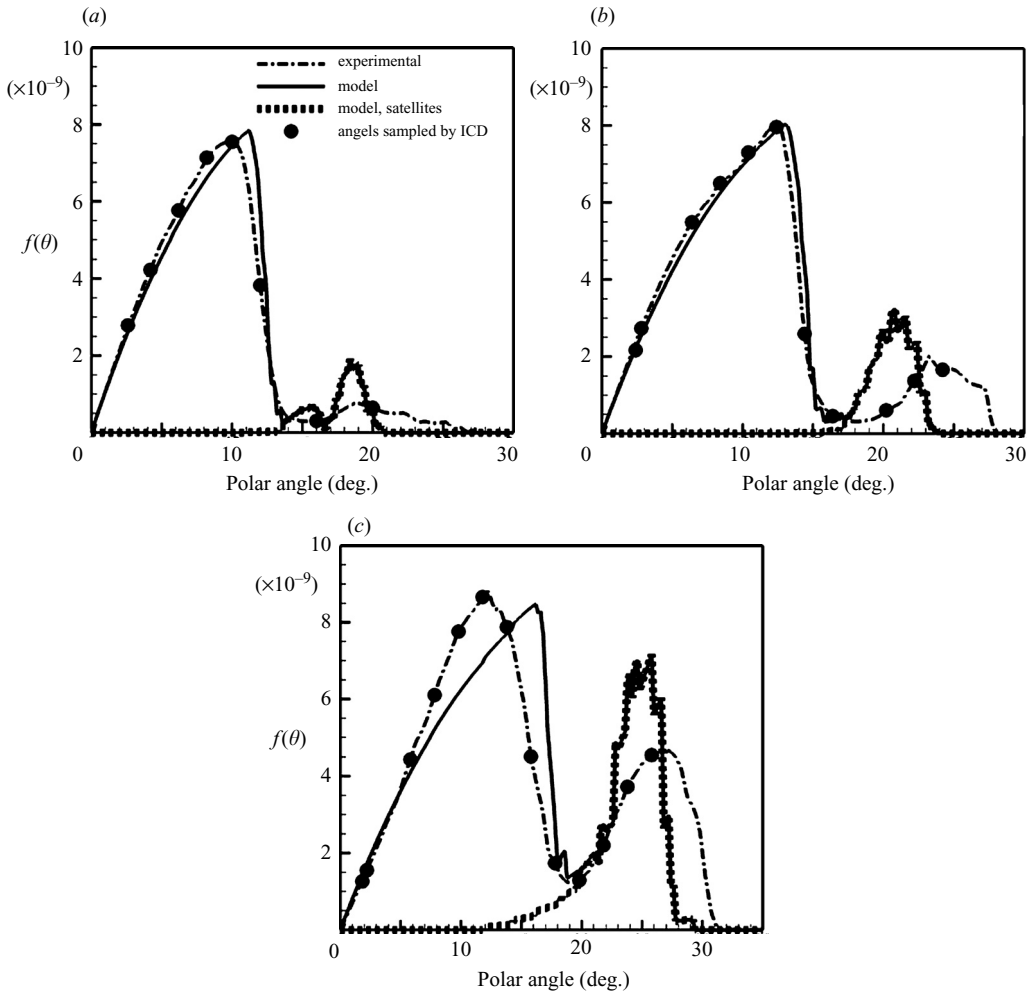 (a)
10
(×10–9)
8
6
f(θ)
4
2
0
10
20
30
Polar angle (deg.)
experimental
model
model, satellites
angels sampled by ICD
(b)
10
(×10–9)
8
6
4
2
0
10
20
30
Polar angle (deg.)
(c)
10
(×10–9)
8
6
f(θ)
4
2
0
10
20
30
Polar angle (deg.)